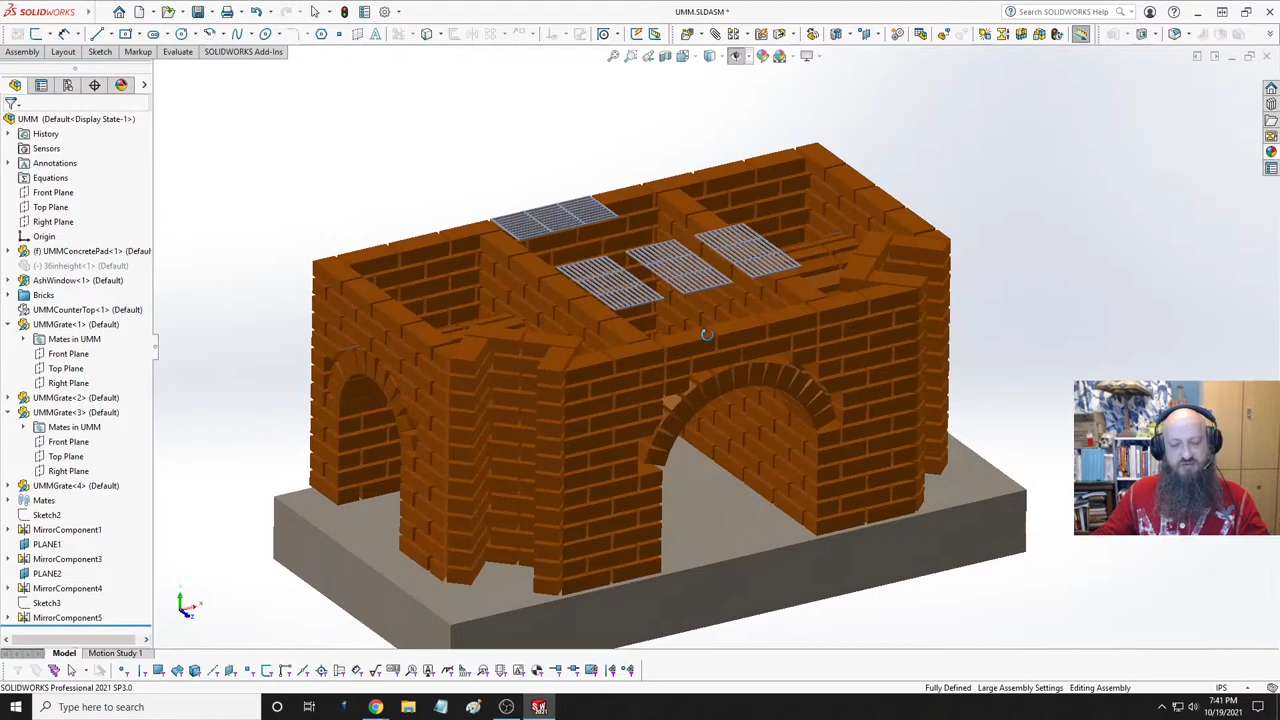 SOLIDWORKS
UMM.SLDASM *
Search SOLIDWORKS Help
Assembly Layout Sketch Markup Evaluate SOLIDWORKS Add-Ins
UMM (Default<Display State-1>)
History
Sensors
Annotations
Equations
Front Plane
Top Plane
Right Plane
Origin
(f) UMMConcretePad<1> (Defaul
(-) 36inheight<1> (Default)
AshWindow<1> (Default)
Bricks
UMMCounterTop<1> (Default)
UMMGrate<1> (Default)
Mates in UMM
Front Plane
Top Plane
Right Plane
UMMGrate<2> (Default)
UMMGrate<3> (Default)
Mates in UMM
Front Plane
Top Plane
Right Plane
UMMGrate<4> (Default)
Mates
Sketch2
MirrorComponent1
PLANE1
MirrorComponent3
PLANE2
MirrorComponent4
Sketch3
MirrorComponent5
Model Motion Study 1
SOLIDWORKS Professional 2021 SP3.0
Fully Defined Large Assembly Settings Editing Assembly IPS
Type here to search
7:41 PM
10/19/2021